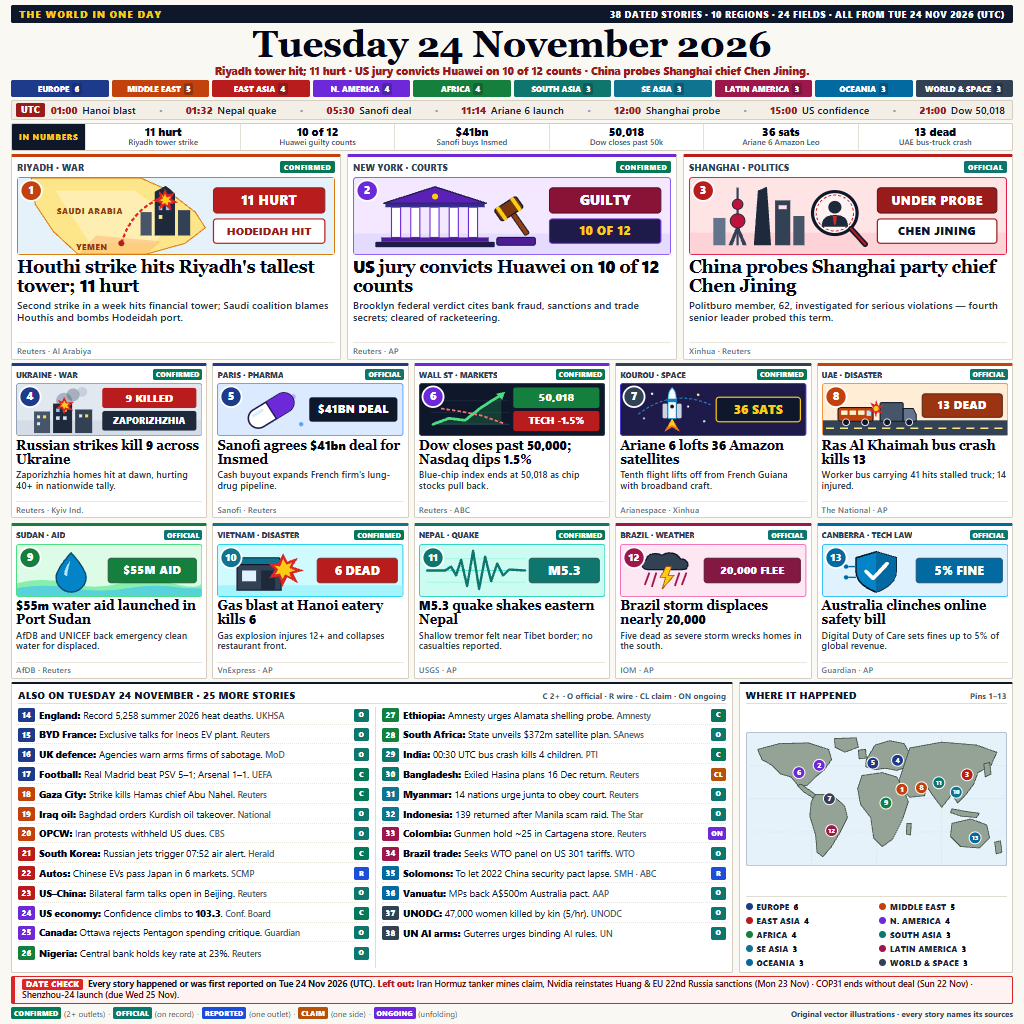 THE WORLD IN ONE DAY
38 DATED STORIES · 10 REGIONS · 24 FIELDS · ALL FROM TUE 24 NOV 2026 (UTC)
Tuesday 24 November 2026
Riyadh tower hit; 11 hurt · US jury convicts Huawei on 10 of 12 counts · China probes Shanghai chief Chen Jining.
EUROPE 6 MIDDLE EAST 5 EAST ASIA 4 N. AMERICA 4 AFRICA 4 SOUTH ASIA 3 SE ASIA 3 LATIN AMERICA 3 OCEANIA 3 WORLD & SPACE 3
UTC 01:00 Hanoi blast · 01:32 Nepal quake · 05:30 Sanofi deal · 11:14 Ariane 6 launch · 12:00 Shanghai probe · 15:00 US confidence · 21:00 Dow 50,018
IN NUMBERS
11 hurt
Riyadh tower strike
10 of 12
Huawei guilty counts
$41bn
Sanofi buys Insmed
50,018
Dow closes past 50k
36 sats
Ariane 6 Amazon Leo
13 dead
UAE bus-truck crash
RIYADH · WAR CONFIRMED
1
SAUDI ARABIA
YEMEN
11 HURT
HODEIDAH HIT
Houthi strike hits Riyadh's tallest
tower; 11 hurt
Second strike in a week hits financial tower; Saudi coalition blames
Houthis and bombs Hodeidah port.
Reuters · Al Arabiya
NEW YORK · COURTS CONFIRMED
2
GUILTY
10 OF 12
US jury convicts Huawei on 10 of 12
counts
Brooklyn federal verdict cites bank fraud, sanctions and trade
secrets; cleared of racketeering.
Reuters · AP
SHANGHAI · POLITICS OFFICIAL
3
UNDER PROBE
CHEN JINING
China probes Shanghai party chief
Chen Jining
Politburo member, 62, investigated for serious violations — fourth
senior leader probed this term.
Xinhua · Reuters
UKRAINE · WAR CONFIRMED
4
9 KILLED
ZAPORIZHZHIA
Russian strikes kill 9 across
Ukraine
Zaporizhzhia homes hit at dawn, hurting
40+ in nationwide tally.
Reuters · Kyiv Ind.
PARIS · PHARMA OFFICIAL
5
$41BN DEAL
Sanofi agrees $41bn deal for
Insmed
Cash buyout expands French firm's lung-
drug pipeline.
Sanofi · Reuters
WALL ST · MARKETS CONFIRMED
6
50,018
TECH -1.5%
Dow closes past 50,000;
Nasdaq dips 1.5%
Blue-chip index ends at 50,018 as chip
stocks pull back.
Reuters · ABC
KOUROU · SPACE CONFIRMED
7
36 SATS
Ariane 6 lofts 36 Amazon
satellites
Tenth flight lifts off from French Guiana
with broadband craft.
Arianespace · Xinhua
UAE · DISASTER OFFICIAL
8
13 DEAD
Ras Al Khaimah bus crash
kills 13
Worker bus carrying 41 hits stalled truck; 14
injured.
The National · AP
SUDAN · AID OFFICIAL
9
$55M AID
$55m water aid launched in
Port Sudan
AfDB and UNICEF back emergency clean
water for displaced.
AfDB · Reuters
VIETNAM · DISASTER CONFIRMED
10
6 DEAD
Gas blast at Hanoi eatery
kills 6
Gas explosion injures 12+ and collapses
restaurant front.
VnExpress · AP
NEPAL · QUAKE CONFIRMED
11
M5.3
M5.3 quake shakes eastern
Nepal
Shallow tremor felt near Tibet border; no
casualties reported.
USGS · AP
BRAZIL · WEATHER OFFICIAL
12
20,000 FLEE
Brazil storm displaces
nearly 20,000
Five dead as severe storm wrecks homes in
the south.
IOM · AP
CANBERRA · TECH LAW OFFICIAL
13
5% FINE
Australia clinches online
safety bill
Digital Duty of Care sets fines up to 5% of
global revenue.
Guardian · AP
ALSO ON TUESDAY 24 NOVEMBER · 25 MORE STORIES
C 2+ · O official · R wire · CL claim · ON ongoing
14 England: Record 5,258 summer 2026 heat deaths. UKHSA O
15 BYD France: Exclusive talks for Ineos EV plant. Reuters O
16 UK defence: Agencies warn arms firms of sabotage. MoD O
17 Football: Real Madrid beat PSV 5–1; Arsenal 1–1. UEFA C
18 Gaza City: Strike kills Hamas chief Abu Nahel. Reuters C
19 Iraq oil: Baghdad orders Kurdish oil takeover. National O
20 OPCW: Iran protests withheld US dues. CBS O
21 South Korea: Russian jets trigger 07:52 air alert. Herald C
22 Autos: Chinese EVs pass Japan in 6 markets. SCMP R
23 US–China: Bilateral farm talks open in Beijing. Reuters O
24 US economy: Confidence climbs to 103.3. Conf. Board C
25 Canada: Ottawa rejects Pentagon spending critique. Guardian O
26 Nigeria: Central bank holds key rate at 23%. Reuters O
27 Ethiopia: Amnesty urges Alamata shelling probe. Amnesty C
28 South Africa: State unveils $372m satellite plan. SAnews O
29 India: 00:30 UTC bus crash kills 4 children. PTI C
30 Bangladesh: Exiled Hasina plans 16 Dec return. Reuters CL
31 Myanmar: 14 nations urge junta to obey court. Reuters O
32 Indonesia: 139 returned after Manila scam raid. The Star O
33 Colombia: Gunmen hold ~25 in Cartagena store. Reuters ON
34 Brazil trade: Seeks WTO panel on US 301 tariffs. WTO O
35 Solomons: To let 2022 China security pact lapse. SMH · ABC R
36 Vanuatu: MPs back A$500m Australia pact. AAP O
37 UNODC: 47,000 women killed by kin (5/hr). UNODC O
38 UN AI arms: Guterres urges binding AI rules. UN O
WHERE IT HAPPENED Pins 1–13
6 2 5 4 3 7 9 1 8 11 10 12 13
EUROPE 6 MIDDLE EAST 5
EAST ASIA 4 N. AMERICA 4
AFRICA 4 SOUTH ASIA 3
SE ASIA 3 LATIN AMERICA 3
OCEANIA 3 WORLD & SPACE 3
DATE CHECK Every story happened or was first reported on Tue 24 Nov 2026 (UTC). Left out: Iran Hormuz tanker mines claim, Nvidia reinstates Huang & EU 22nd Russia sanctions (Mon 23 Nov) · COP31 ends without deal (Sun 22 Nov) ·
Shenzhou-24 launch (due Wed 25 Nov).
CONFIRMED (2+ outlets) · OFFICIAL (on record) · REPORTED (one outlet) · CLAIM (one side) · ONGOING (unfolding)
Original vector illustrations · every story names its sources